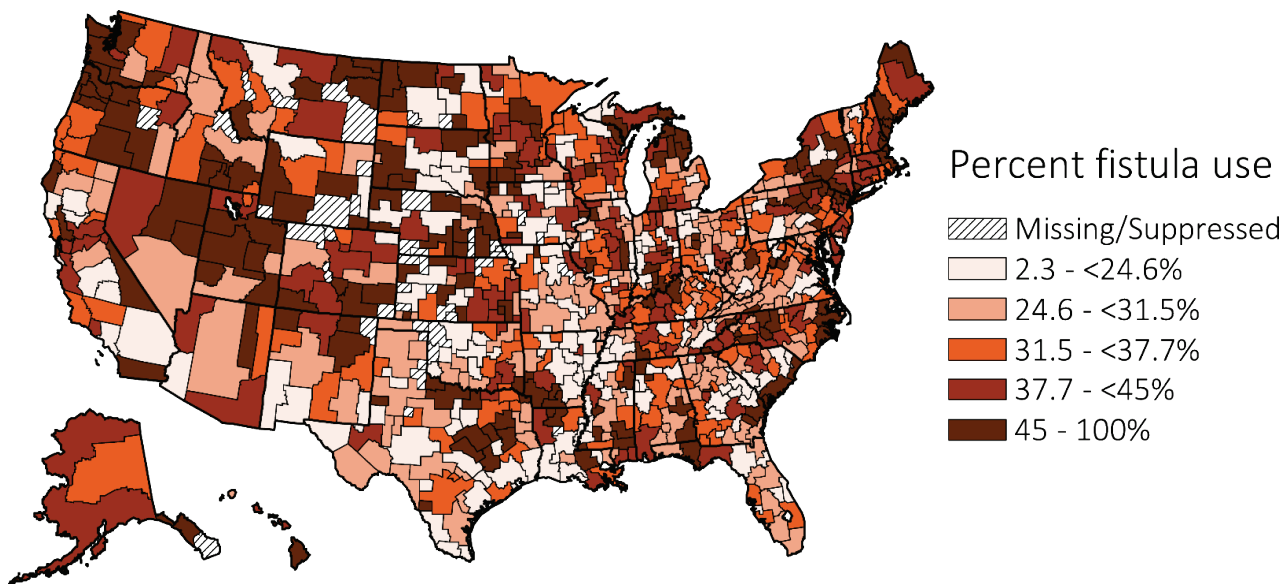 Percent fistula use
Missing/Suppressed
2.3 - <24.6%
24.6 - <31.5%
31.5 - <37.7%
37.7 - <45%
45 - 100%